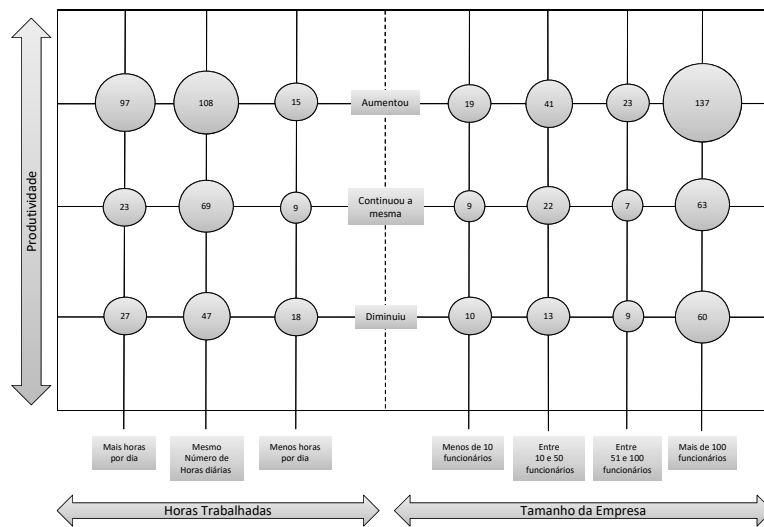 Produtividade
97
108
15
Aumentou
19
41
23
137
23
69
9
Continuou a
mesma
9
22
7
63
27
47
18
Diminuiu
10
13
9
60
Mais horas
por dia
Mesmo
Número de
Horas diárias
Menos horas
por dia
Menos de 10
funcionários
Entre
10 e 50
funcionários
Entre
51 e 100
funcionários
Mais de 100
funcionários
Horas Trabalhadas
Tamanho da Empresa